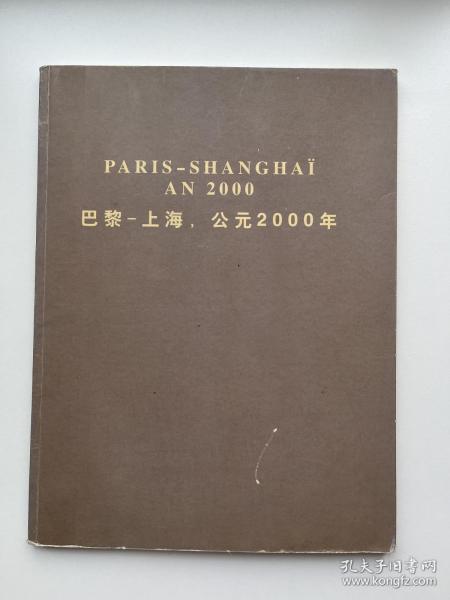 PARIS-SHANGHAÏ
AN 2000
巴黎-上海，公元2000年
孔夫子旧书网
www.kongfz.com